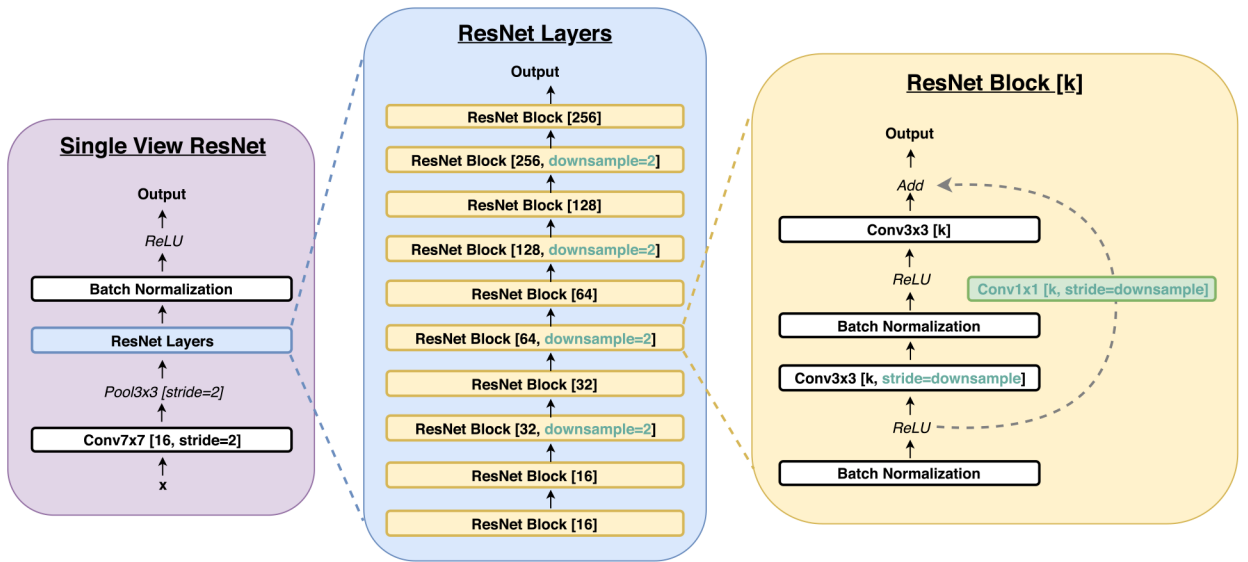 Single View ResNet
Output
ReLU
Batch Normalization
ResNet Layers
Pool3x3 [stride=2]
Conv7x7 [16, stride=2]
x
ResNet Layers
Output
ResNet Block [256]
ResNet Block [256, downsample=2]
ResNet Block [128]
ResNet Block [128, downsample=2]
ResNet Block [64]
ResNet Block [64, downsample=2]
ResNet Block [32]
ResNet Block [32, downsample=2]
ResNet Block [16]
ResNet Block [16]
ResNet Block [k]
Output
Add
Conv3x3 [k]
ReLU
Conv1x1 [k, stride=downsample]
Batch Normalization
Conv3x3 [k, stride=downsample]
ReLU
Batch Normalization